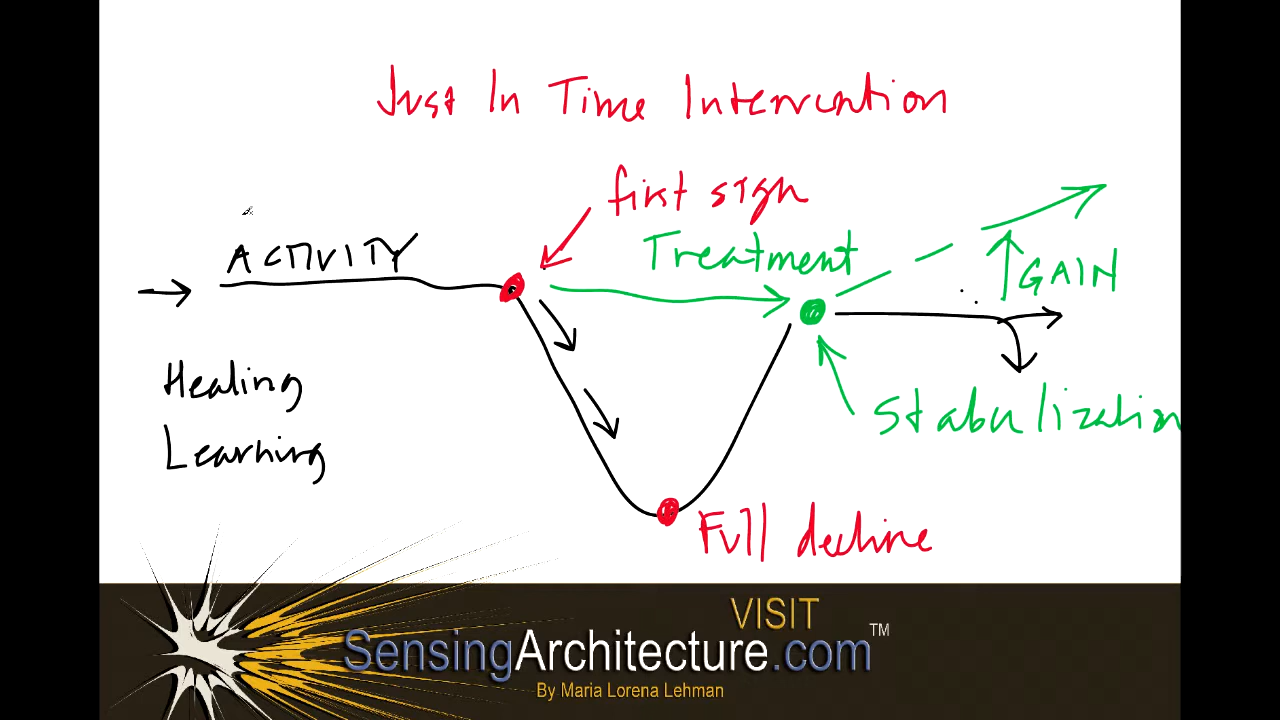 Just In Time Intervention
first sign
ACTIVITY
Treatment
GAIN
Healing
Stabilization
Learning
Full decline
VISIT
SensingArchitecture.com™
By Maria Lorena Lehman